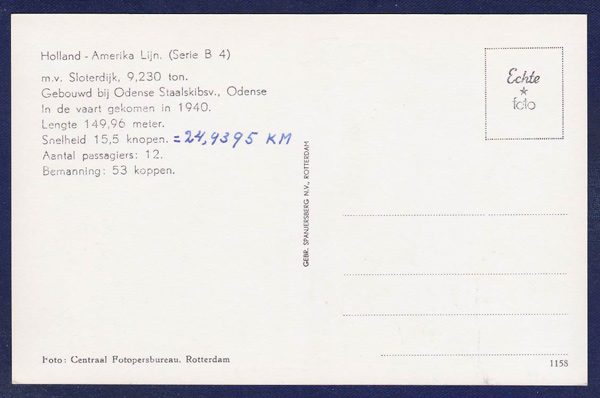 Holland - Amerika Lijn. (Serie B 4)
m.v. Sloterdijk, 9,230 ton.
Gebouwd bij Odense Staalskibsv., Odense
In de vaart gekomen in 1940.
Lengte 149,96 meter.
Snelheid 15,5 knopen. =24,9395 KM
Aantal passagiers: 12.
Bemanning: 53 koppen.
Foto: Centraal Fotopersbureau, Rotterdam
GEBR. SPANJERSBERG N.V., ROTTERDAM
Echte
foto
1158